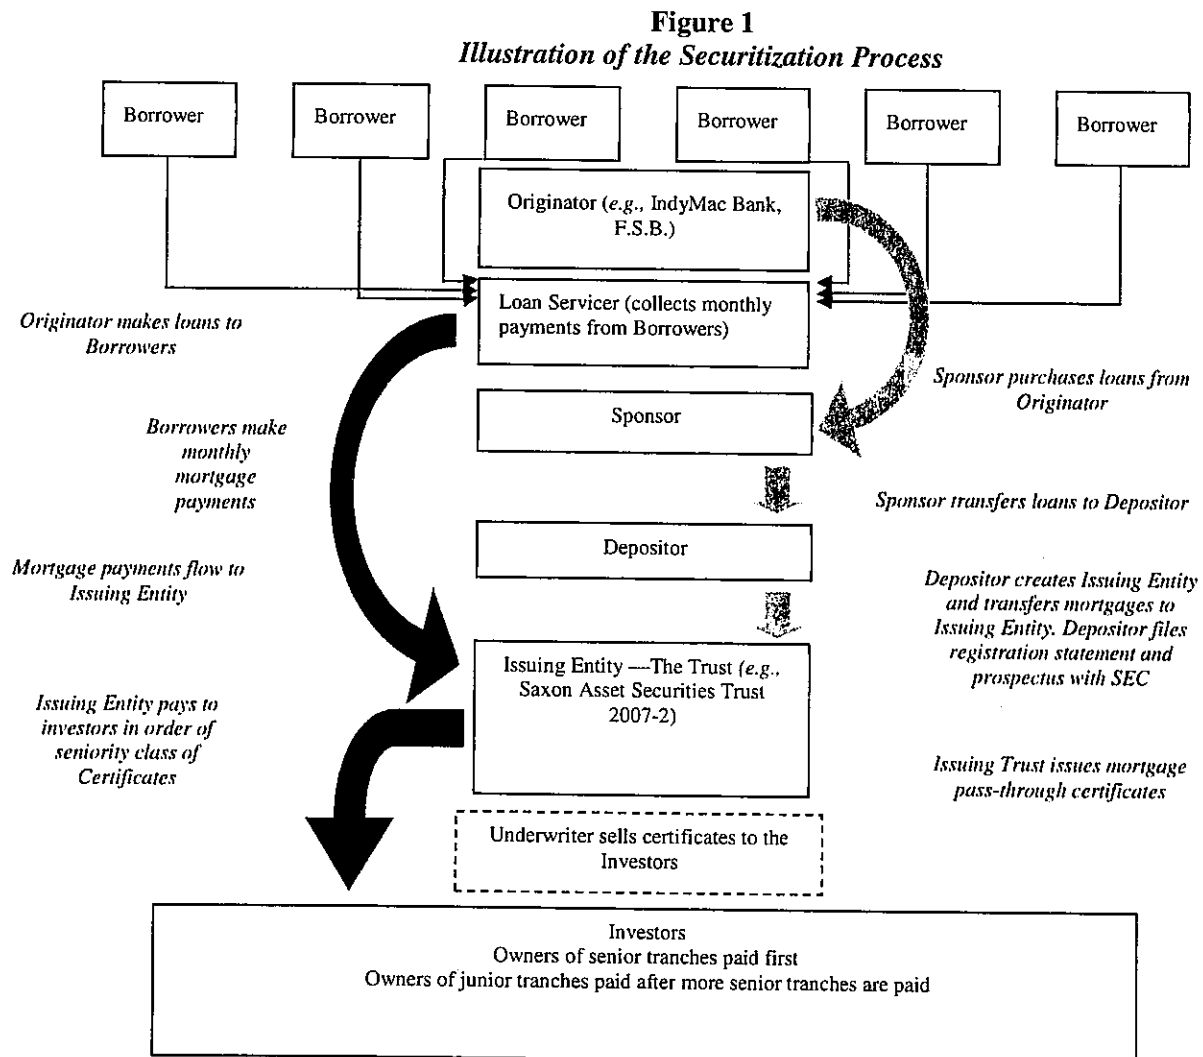 Figure 1
Illustration of the Securitization Process
Borrower
Borrower
Borrower
Borrower
Borrower
Borrower
Originator (e.g., IndyMac Bank,
F.S.B.)
Loan Servicer (collects monthly
payments from Borrowers)
Originator makes loans to
Borrowers
Sponsor purchases loans from
Originator
Sponsor
Borrowers make
monthly
mortgage
payments
Sponsor transfers loans to Depositor
Depositor
Mortgage payments flow to
Issuing Entity
Depositor creates Issuing Entity
and transfers mortgages to
Issuing Entity. Depositor files
registration statement and
prospectus with SEC
Issuing Entity —The Trust (e.g.,
Saxon Asset Securities Trust
2007-2)
Issuing Entity pays to
investors in order of
seniority class of
Certificates
Issuing Trust issues mortgage
pass-through certificates
Underwriter sells certificates to the
Investors
Investors
Owners of senior tranches paid first
Owners of junior tranches paid after more senior tranches are paid